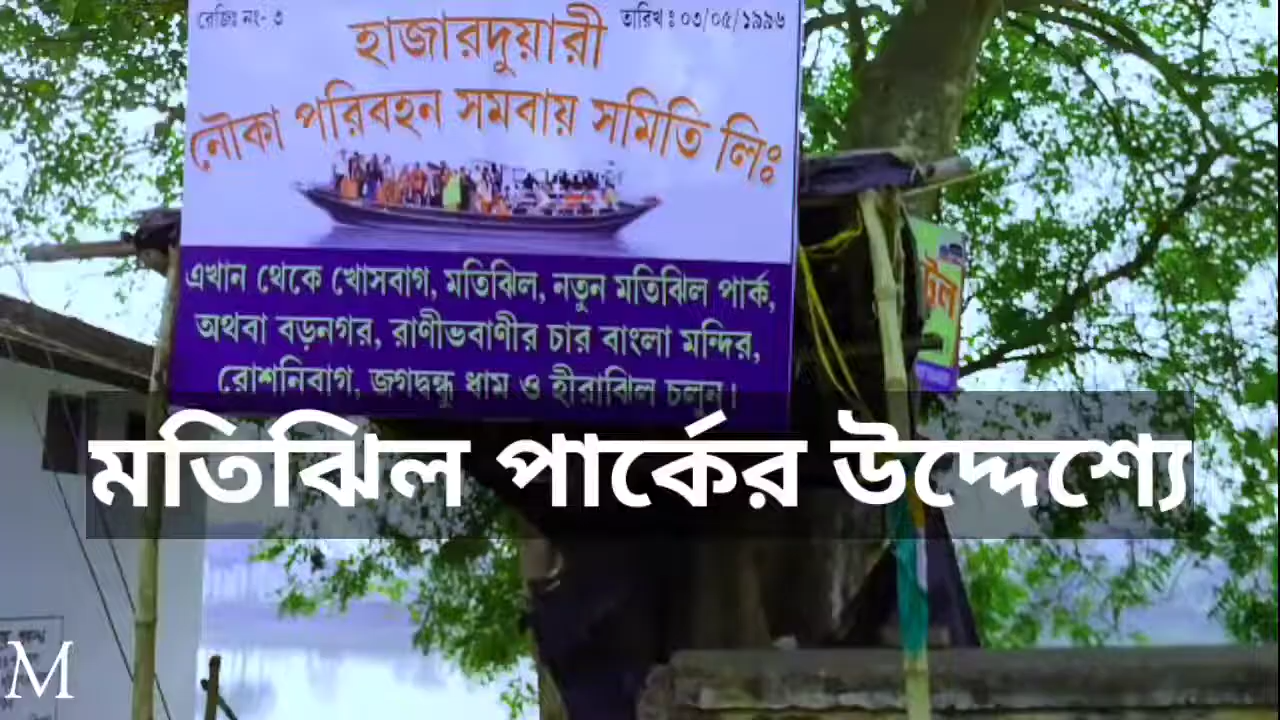 রেজিঃ নং- ৩
তারিখ ঃ ০৩/০৫/১৯৯৬
হাজারদুয়ারী
নৌকা পরিবহন সমবায় সমিতি লিঃ
এখান থেকে খোসবাগ, মতিঝিল, নতুন মতিঝিল পার্ক,
অথবা বড়নগর, রাণীভবাণীর চার বাংলা মন্দির,
রোশনিবাগ, জগদ্বন্ধু ধাম ও হীরাঝিল চলুন।
মতিঝিল পার্কের উদ্দেশ্যে
M